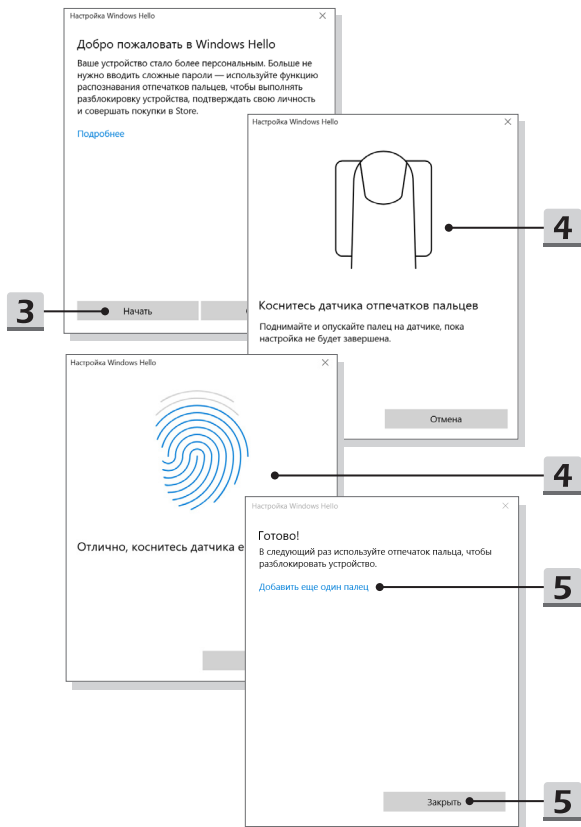 Настройка Windows Hello
Добро пожаловать в Windows Hello
Ваше устройство стало более персональным. Больше не
нужно вводить сложные пароли — используйте функцию
распознавания отпечатков пальцев, чтобы выполнять
разблокировку устройства, подтверждать свою личность
и совершать покупки в Store.
Подробнее
3
Начать
Настройка Windows Hello
4
Коснитесь датчика отпечатков пальцев
Поднимайте и опускайте палец на датчике, пока
настройка не будет завершена.
Отмена
Настройка Windows Hello
4
Отлично, коснитесь датчика
Настройка Windows Hello
Готово!
В следующий раз используйте отпечаток пальца, чтобы
разблокировать устройство.
Добавить еще один палец
5
Закрыть
5